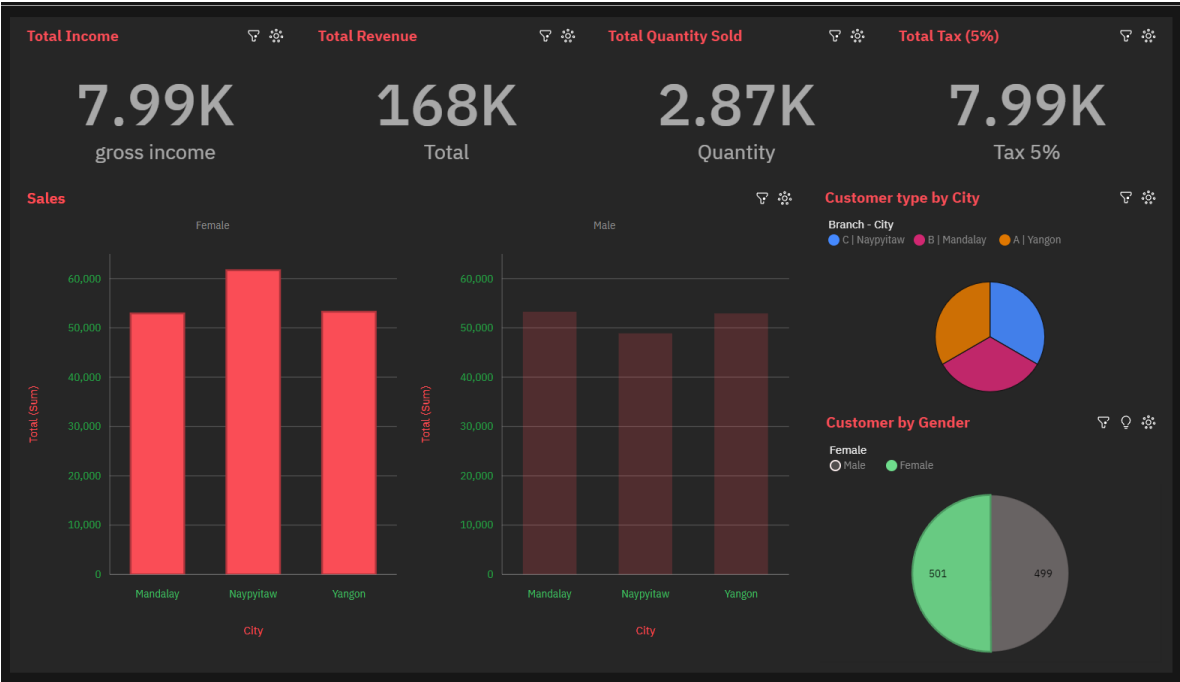 Total Income
Total Revenue
Total Quantity Sold
Total Tax (5%)
7.99K
168K
2.87K
7.99K
gross income
Total
Quantity
Tax 5%
Sales
Female
Male
60,000
50,000
40,000
30,000
20,000
10,000
0
Total (Sum)
Mandalay
Naypyitaw
Yangon
City
60,000
50,000
40,000
30,000
20,000
10,000
0
Total (Sum)
Mandalay
Naypyitaw
Yangon
City
Customer type by City
Branch - City
C | Naypyitaw
B | Mandalay
A | Yangon
Customer by Gender
Female
Male
Female
501
499